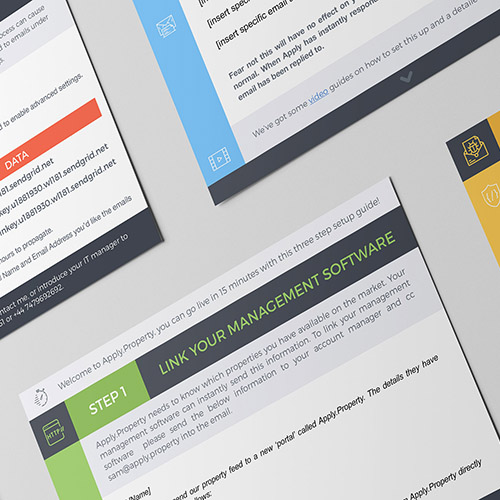 ocess can cause
ed to emails under
ed to enable advanced settings.
DATA
u1881930.wl181.sendgrid.net
nkey.u1881930.wl181.sendgrid.net
inkey.u1881930.wl181.sendgrid.net
hours to propagate.
l Name and Email Address you'd like the emails
ontact me, or introduce your IT manager to
61 or +44 7479692692.
[insert specific email
[insert specific email
Fear not this will have no effect on y
normal. When Apply has instantly respon
email has been replied to.
We've got some video guides on how to set this up and a detaile
Welcome to Apply.Property, you can go live in 15 minutes with this three step setup guide!
HTTP
STEP 1
LINK YOUR MANAGEMENT SOFTWARE
Apply.Property needs to know which properties you have available on the market. Your
management software can instantly send this information. To link your management
software please send the below information to your account manager and cc
sam@apply.property into the email.
[Name]
end our property feed to a new 'portal' called Apply.Property. The details they have
llows:
Apply.Property directly